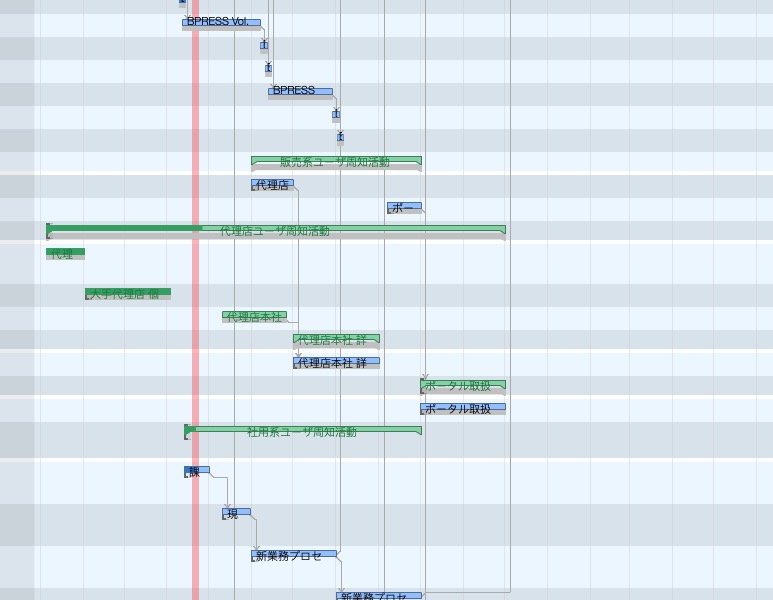 BPRESS Vol.
BPRESS
販売系ユーザ周知活動
代理店
ポー
代理店ユーザ周知活動
代理
大手代理店 個
代理店本社
代理店本社 詳
代理店本社 詳
ポータル取扱
ポータル取扱
社用系ユーザ周知活動
課
現
新業務プロセ
新業務プロセ